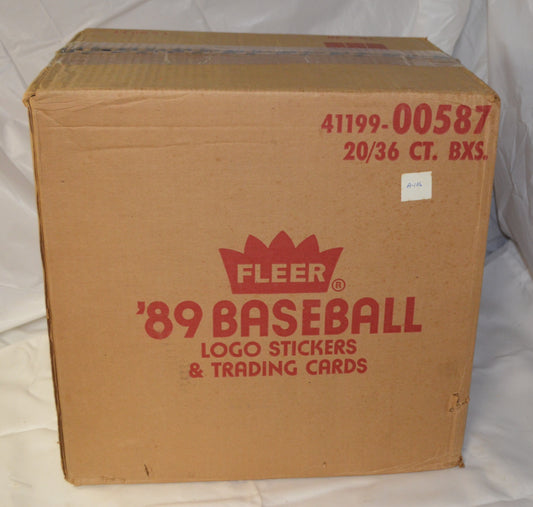 41199-00587
20/36 CT. BXS.
FLEER®
'89 BASEBALL
LOGO STICKERS
& TRADING CARDS